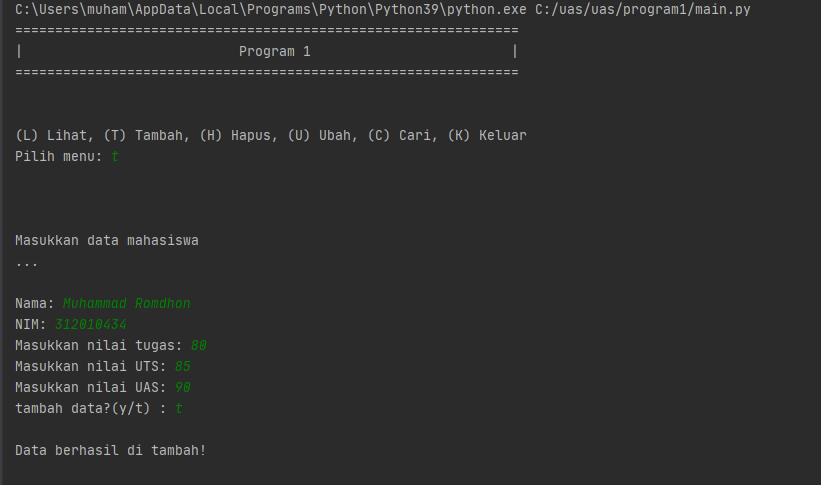 C:\Users\muham\AppData\Local\Programs\Python\Python39\python.exe C:/uas/uas/program1/main.py
===============================================================
| Program 1 |
===============================================================
(L) Lihat, (T) Tambah, (H) Hapus, (U) Ubah, (C) Cari, (K) Keluar
Pilih menu: t
Masukkan data mahasiswa
...
Nama: Muhammad Romdhon
NIM: 312010434
Masukkan nilai tugas: 80
Masukkan nilai UTS: 85
Masukkan nilai UAS: 90
tambah data?(y/t) : t
Data berhasil di tambah!